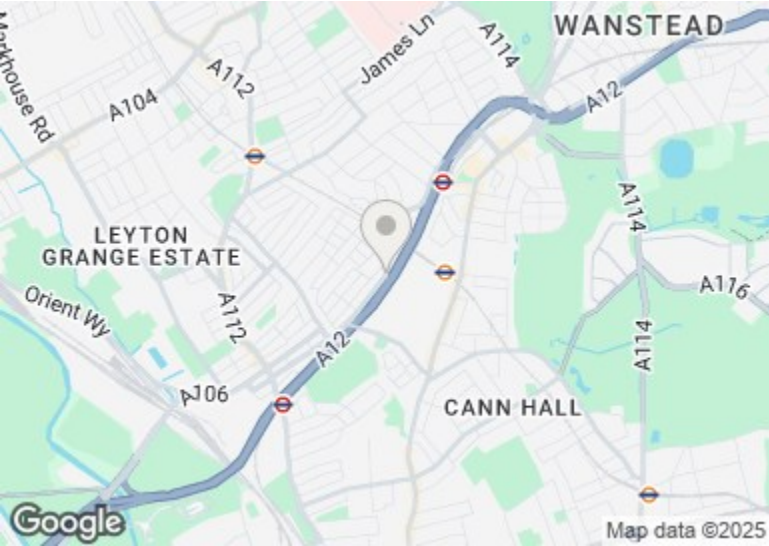 WANSTEAD
James Ln
A114
A112
Markhouse Rd
A104
A12
A114
LEYTON
GRANGE ESTATE
A116
Orient Wy
A112
A12
A114
A106
CANN HALL
Google
Map data ©2025